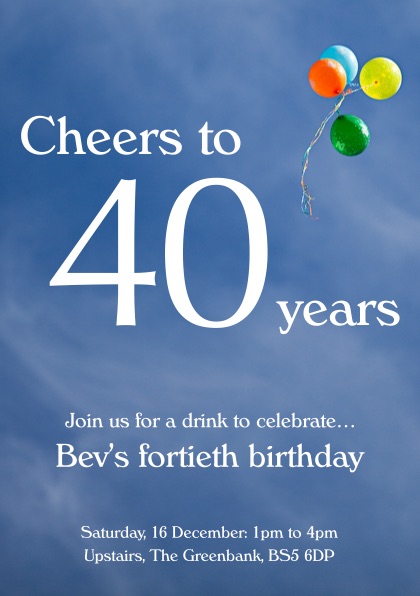 Cheers to
40
years
Join us for a drink to celebrate…
Bev's fortieth birthday
Saturday, 16 December: 1pm to 4pm
Upstairs, The Greenbank, BS5 6DP